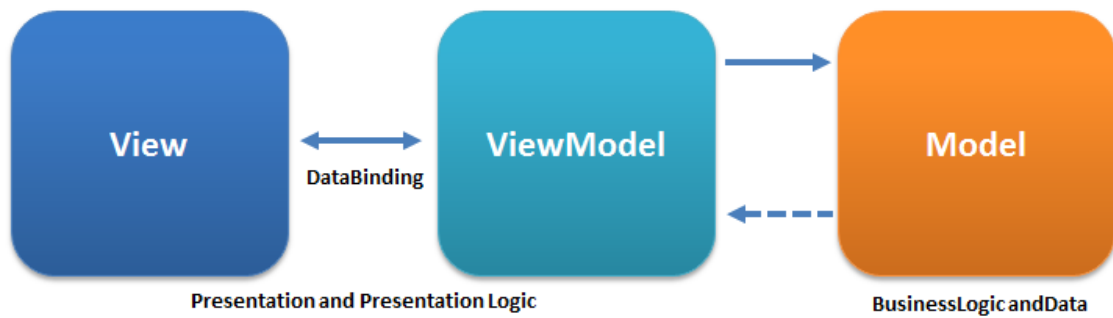 View
ViewModel
Model
DataBinding
Presentation and Presentation Logic
BusinessLogic andData